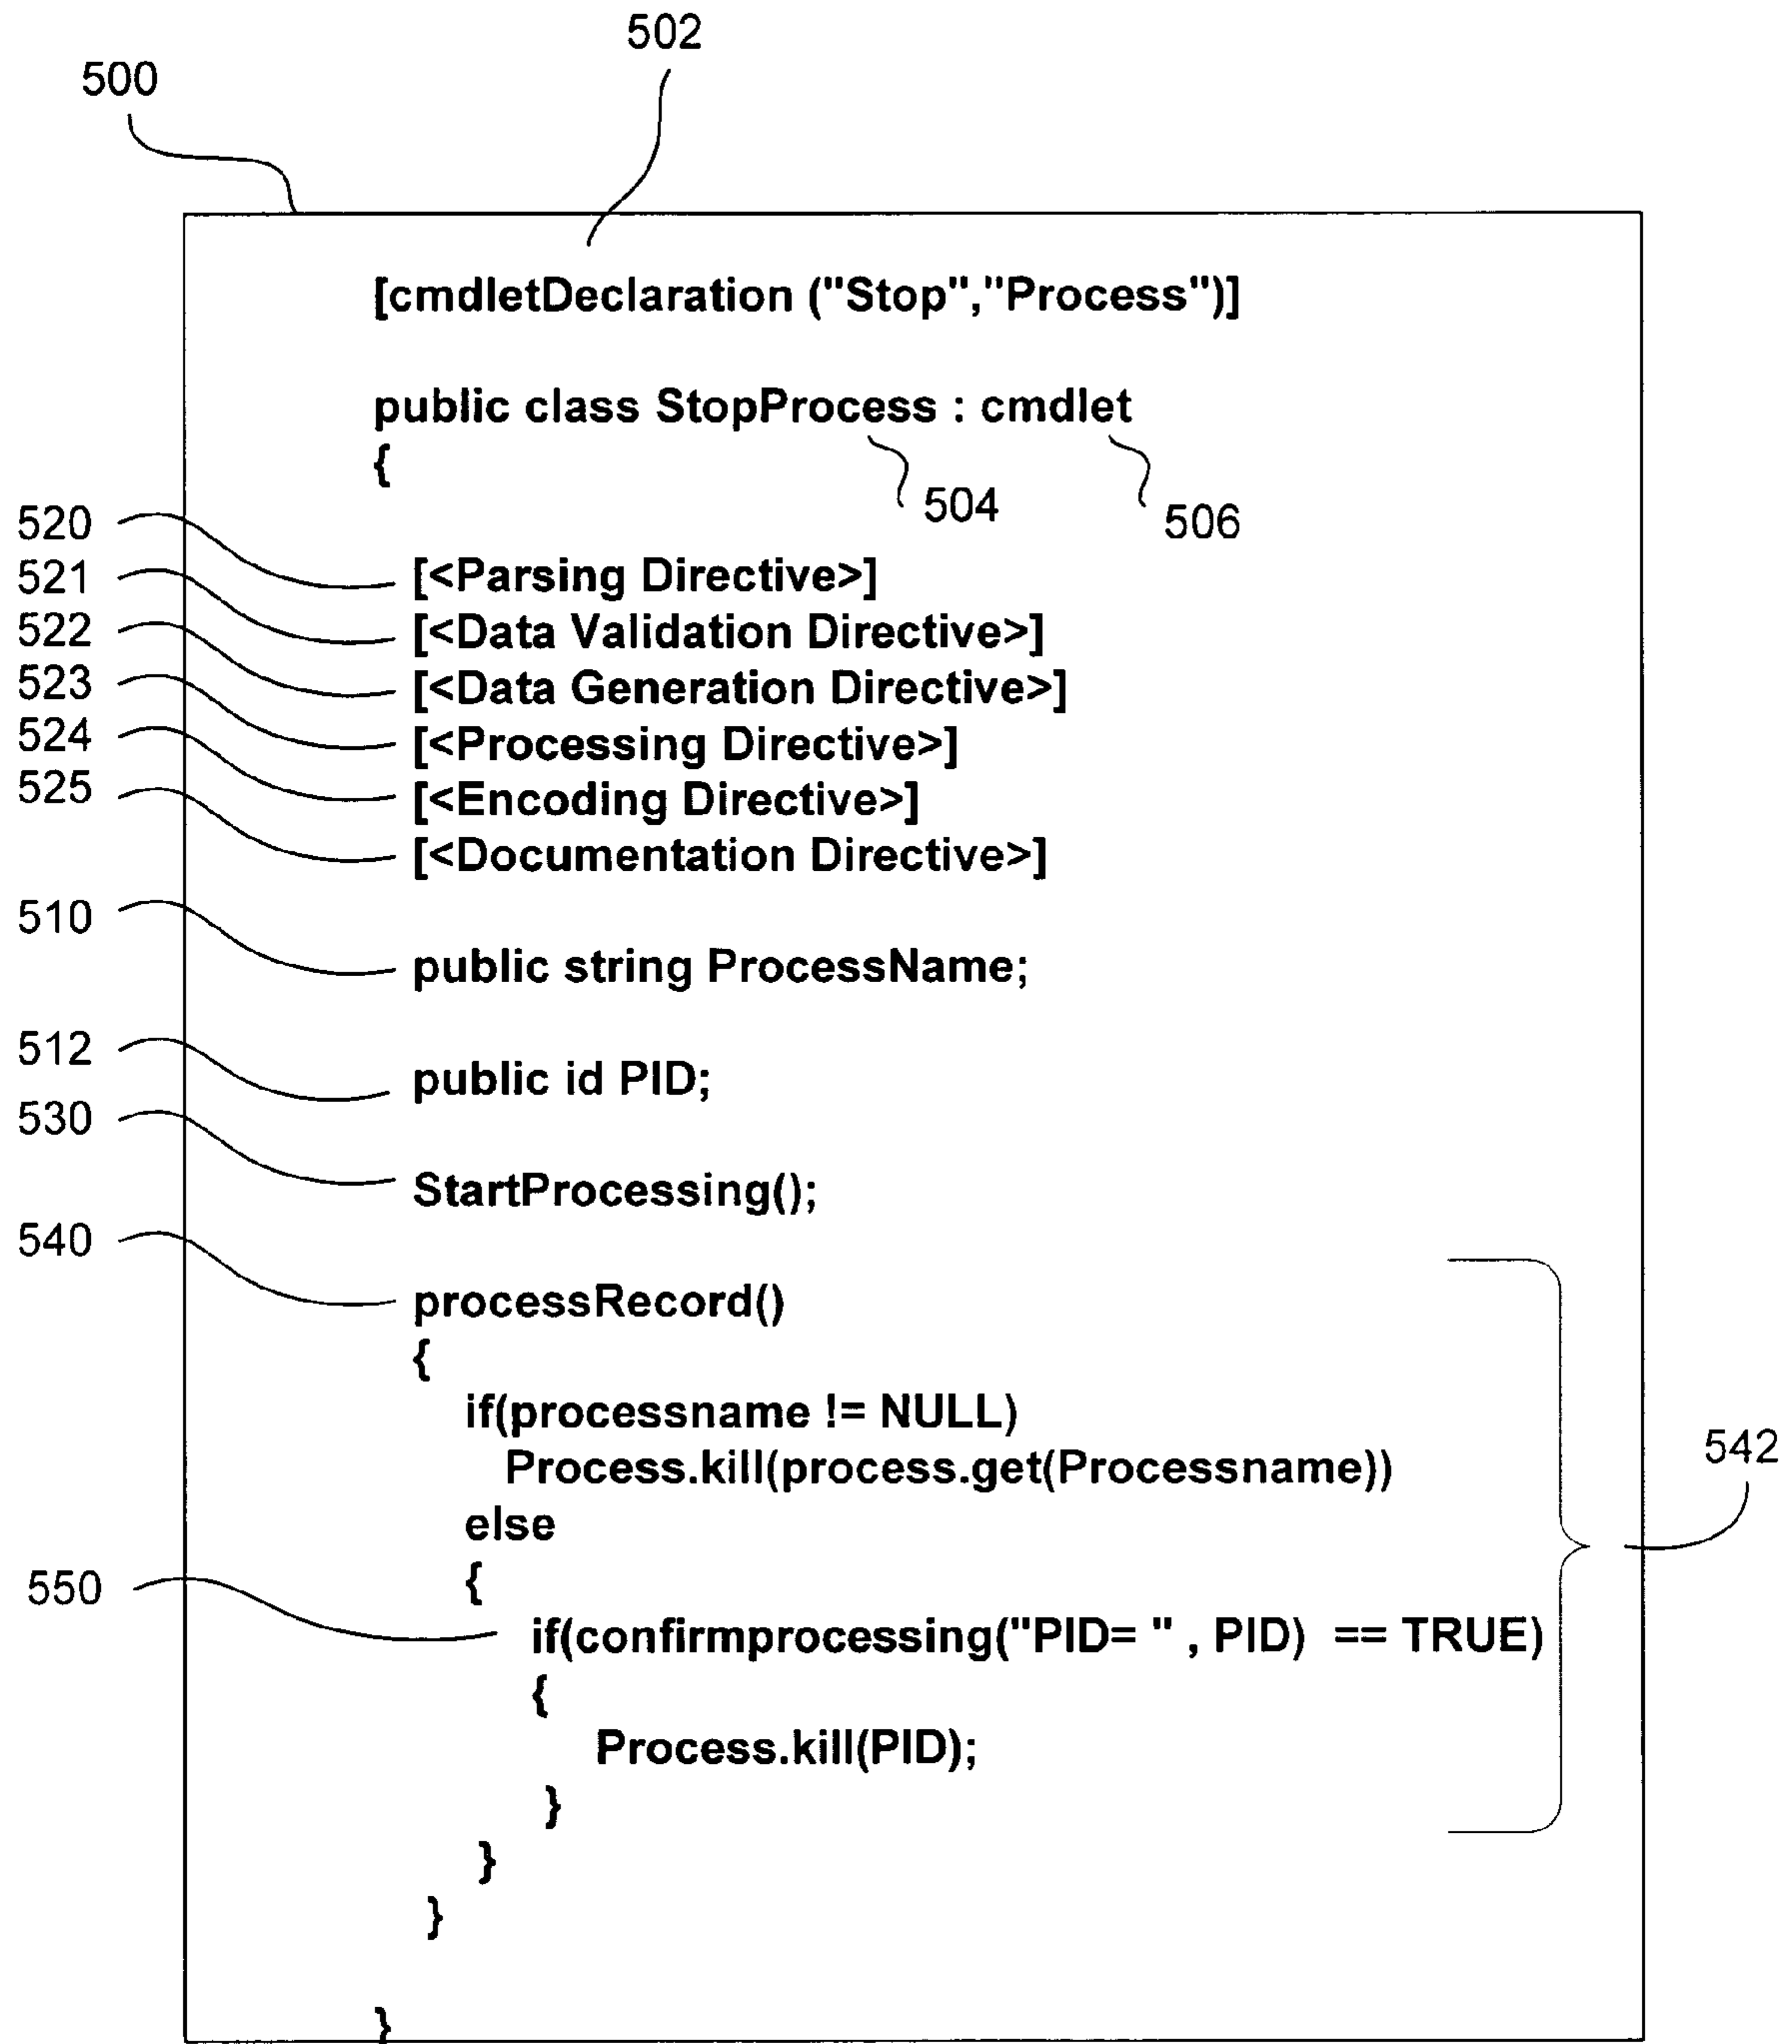 502
500
[cmdletDeclaration ("Stop","Process")]
public class StopProcess : cmdlet
{
504
506
520 [<Parsing Directive>]
521 [<Data Validation Directive>]
522 [<Data Generation Directive>]
523 [<Processing Directive>]
524 [<Encoding Directive>]
525 [<Documentation Directive>]
510 public string ProcessName;
512 public id PID;
530 StartProcessing();
540 processRecord()
{
if(processname != NULL)
Process.kill(process.get(Processname))
542
else
{
550 if(confirmprocessing("PID= " , PID) == TRUE)
{
Process.kill(PID);
}
}
}
}